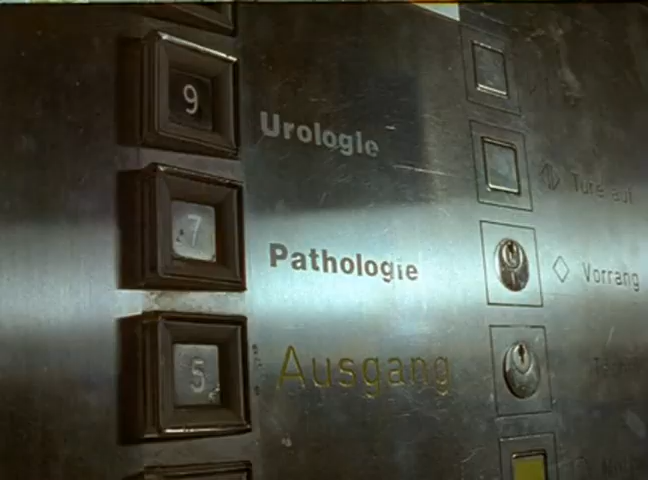 9 Urologie
Türe auf
7 Pathologie
Vorrang
5 Ausgang